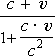 c + v
1+ c · v
c²